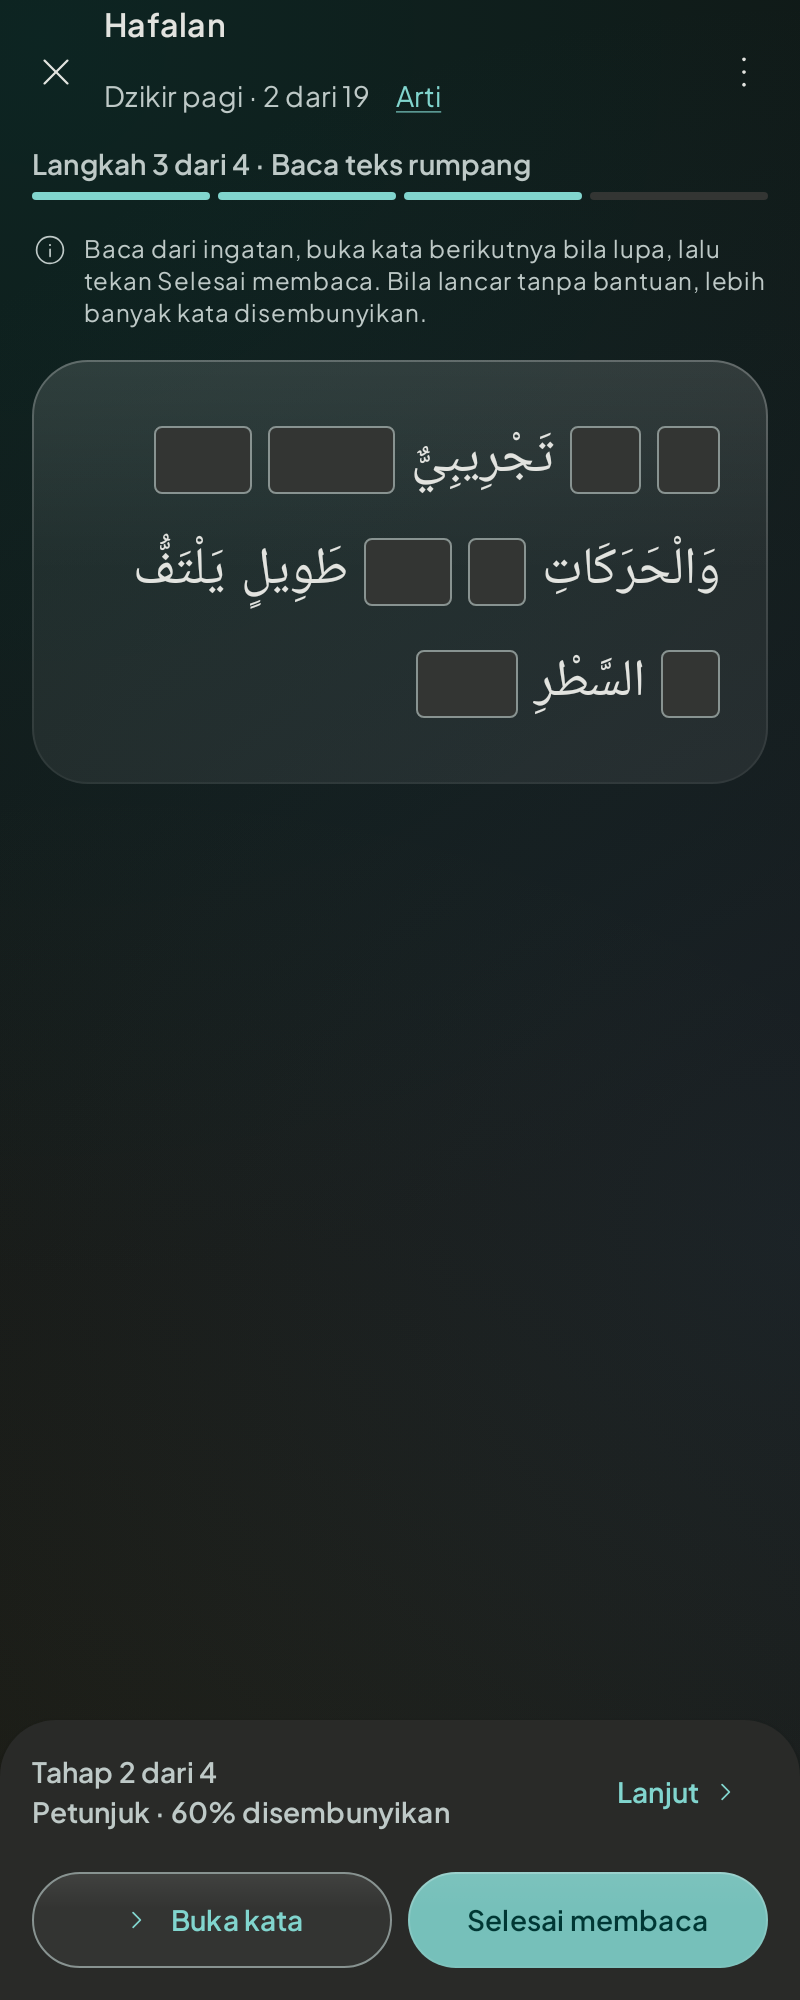 Hafalan
Dzikir pagi · 2 dari 19 Arti
Langkah 3 dari 4 · Baca teks rumpang
Baca dari ingatan, buka kata berikutnya bila lupa, lalu
tekan Selesai membaca. Bila lancar tanpa bantuan, lebih
banyak kata disembunyikan.
تَجْرِيبِيٌّ
وَالْحَرَكَاتِ طَوِيلٍ يَلْتَفُّ
السَّطْرِ
Tahap 2 dari 4
Petunjuk · 60% disembunyikan
Lanjut
Buka kata
Selesai membaca